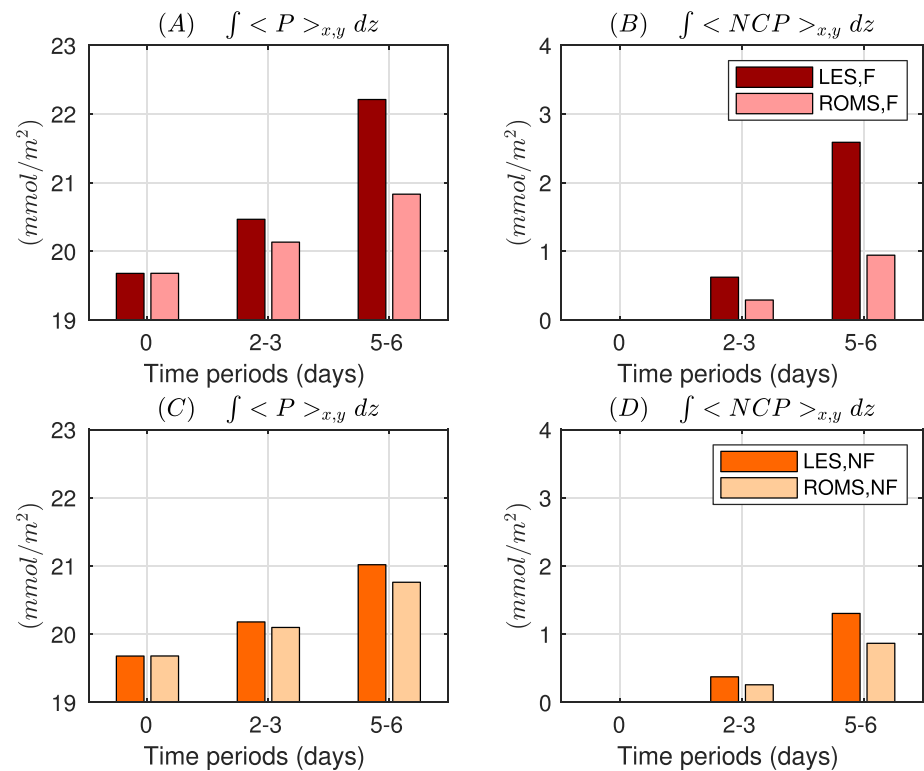 (A) ∫ < P >x,y dz
23
22
21
20
19
(mmol/m²)
0 2-3 5-6
Time periods (days)
(B) ∫ < NCP >x,y dz
4
3
2
1
0
(mmol/m²)
LES,F
ROMS,F
0 2-3 5-6
Time periods (days)
(C) ∫ < P >x,y dz
23
22
21
20
19
(mmol/m²)
0 2-3 5-6
Time periods (days)
(D) ∫ < NCP >x,y dz
4
3
2
1
0
(mmol/m²)
LES,NF
ROMS,NF
0 2-3 5-6
Time periods (days)